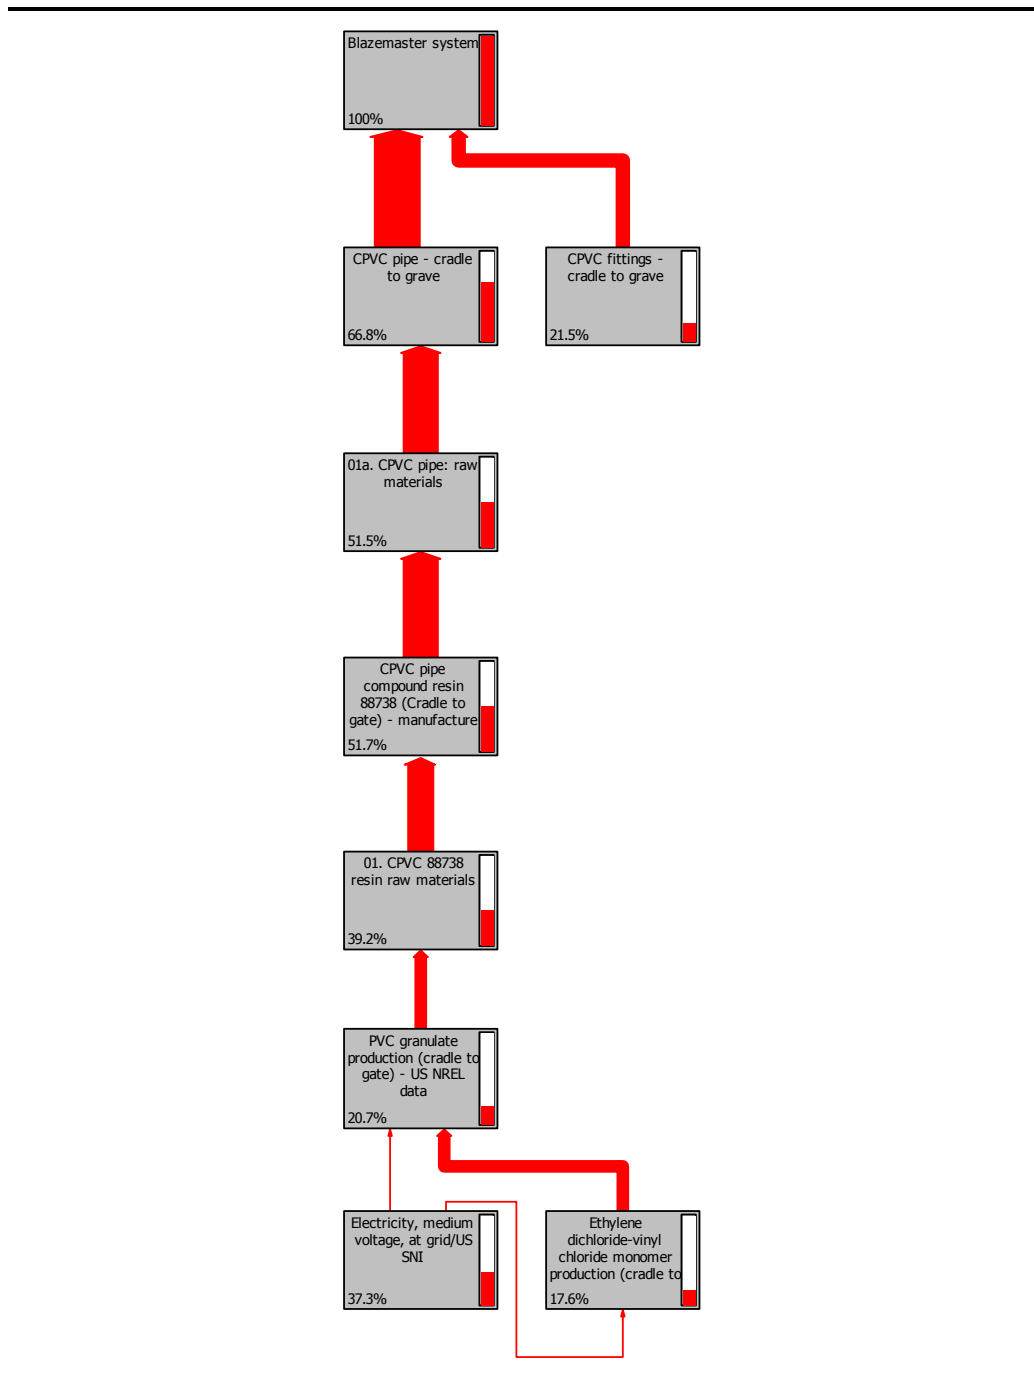 Blazemaster system
100%
CPVC pipe - cradle
to grave
66.8%
CPVC fittings -
cradle to grave
21.5%
01a. CPVC pipe: raw
materials
51.5%
CPVC pipe
compound resin
88738 (Cradle to
gate) - manufacture
51.7%
01. CPVC 88738
resin raw materials
39.2%
PVC granulate
production (cradle to
gate) - US NREL
data
20.7%
Electricity, medium
voltage, at grid/US
SNI
37.3%
Ethylene
dichloride-vinyl
chloride monomer
production (cradle to
17.6%